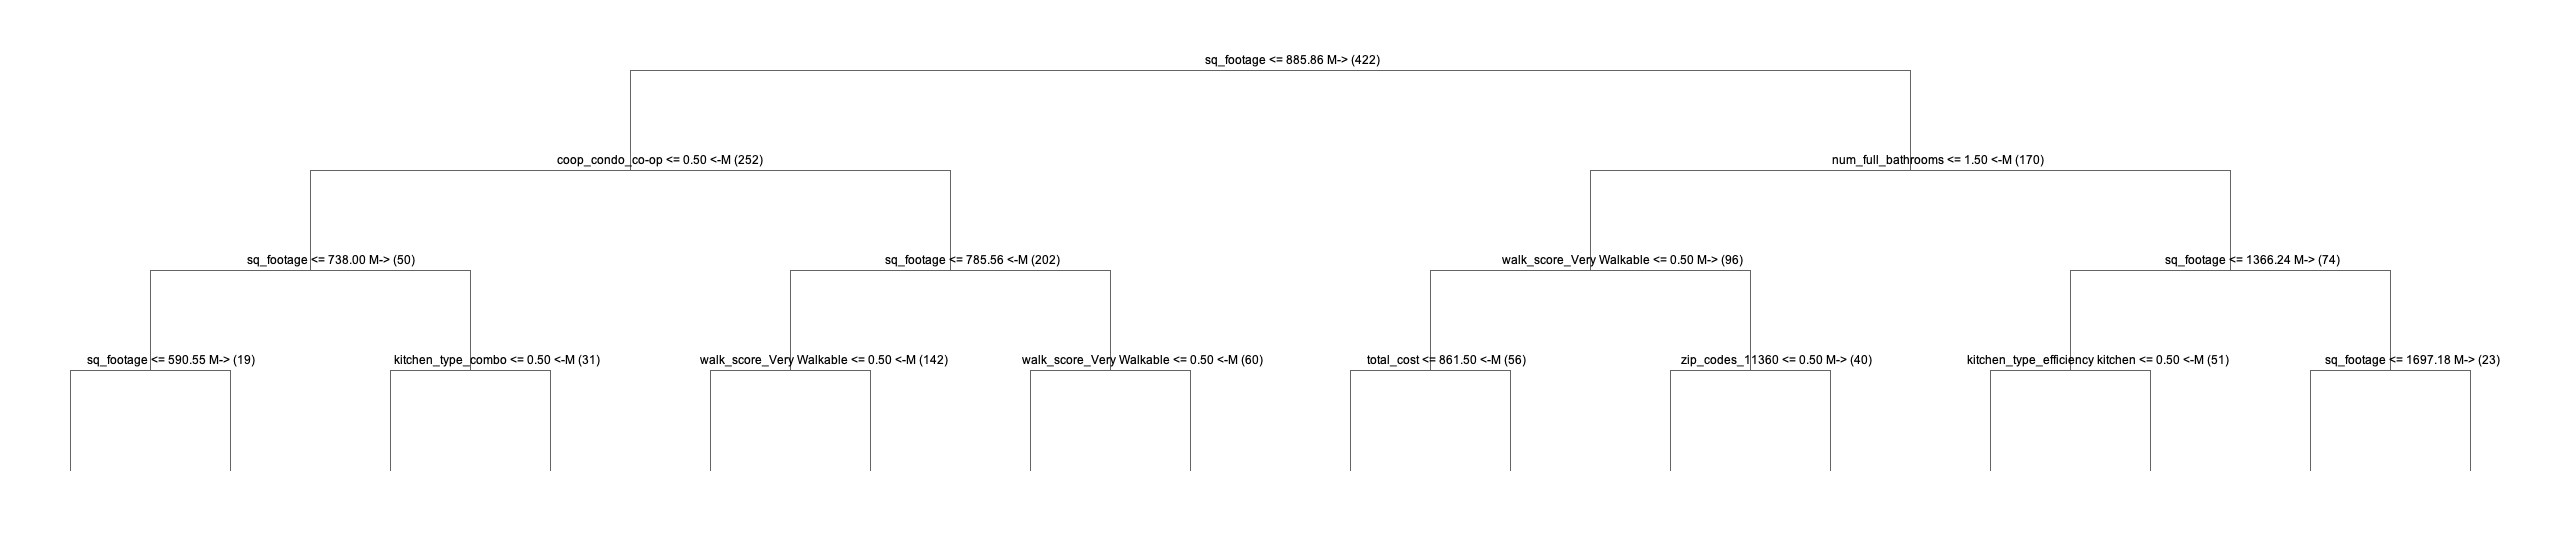 sq_footage <= 885.86 M-> (422)
coop_condo_co-op <= 0.50 <-M (252)
num_full_bathrooms <= 1.50 <-M (170)
sq_footage <= 738.00 M-> (50)
sq_footage <= 785.56 <-M (202)
walk_score_Very Walkable <= 0.50 M-> (96)
sq_footage <= 1366.24 M-> (74)
sq_footage <= 590.55 M-> (19)
kitchen_type_combo <= 0.50 <-M (31)
walk_score_Very Walkable <= 0.50 <-M (142)
walk_score_Very Walkable <= 0.50 <-M (60)
total_cost <= 861.50 <-M (56)
zip_codes_11360 <= 0.50 M-> (40)
kitchen_type_efficiency kitchen <= 0.50 <-M (51)
sq_footage <= 1697.18 M-> (23)